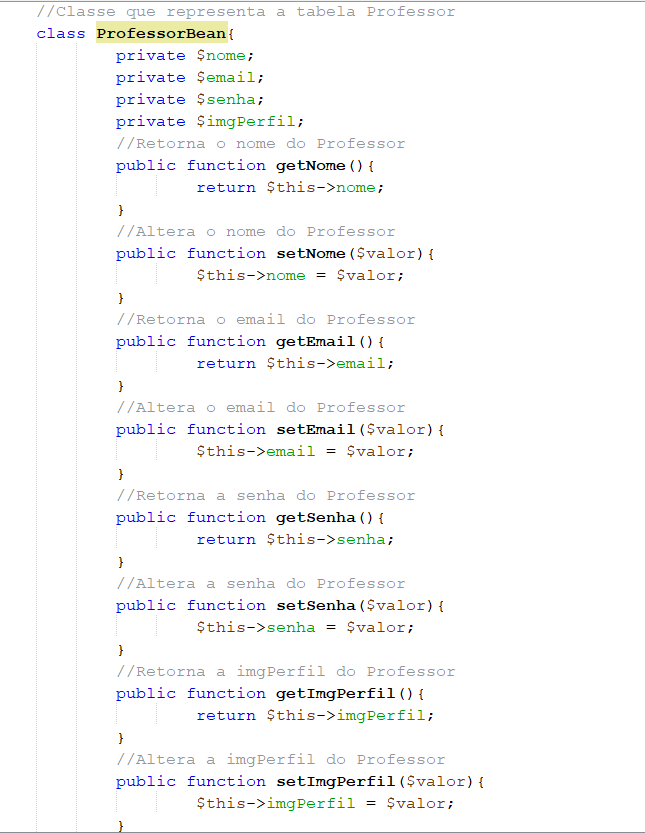 //Classe que representa a tabela Professor
class ProfessorBean{
private $nome;
private $email;
private $senha;
private $imgPerfil;
//Retorna o nome do Professor
public function getNome(){
return $this->nome;
}
//Altera o nome do Professor
public function setNome($valor){
$this->nome = $valor;
}
//Retorna o email do Professor
public function getEmail(){
return $this->email;
}
//Altera o email do Professor
public function setEmail($valor){
$this->email = $valor;
}
//Retorna a senha do Professor
public function getSenha(){
return $this->senha;
}
//Altera a senha do Professor
public function setSenha($valor){
$this->senha = $valor;
}
//Retorna a imgPerfil do Professor
public function getImgPerfil(){
return $this->imgPerfil;
}
//Altera a imgPerfil do Professor
public function setImgPerfil($valor){
$this->imgPerfil = $valor;
}